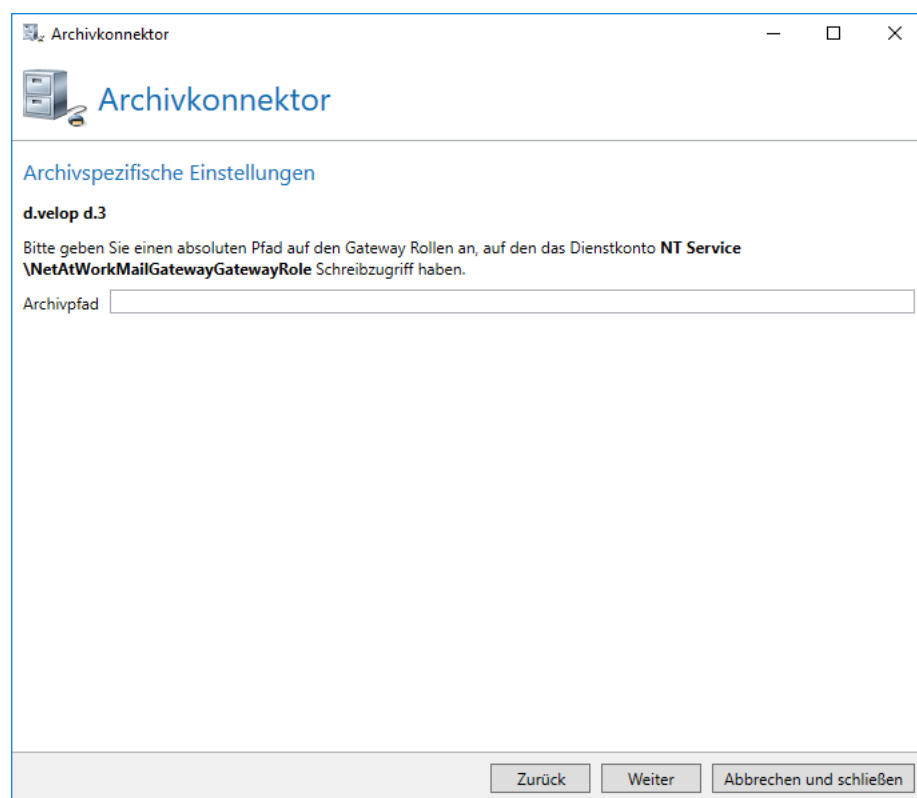 Archivkonnektor
Archivkonnektor
Archivspezifische Einstellungen
d.velop d.3
Bitte geben Sie einen absoluten Pfad auf den Gateway Rollen an, auf den das Dienstkonto NT Service
\NetAtWorkMailGatewayGatewayRole Schreibzugriff haben.
Archivpfad
Zurück Weiter Abbrechen und schließen